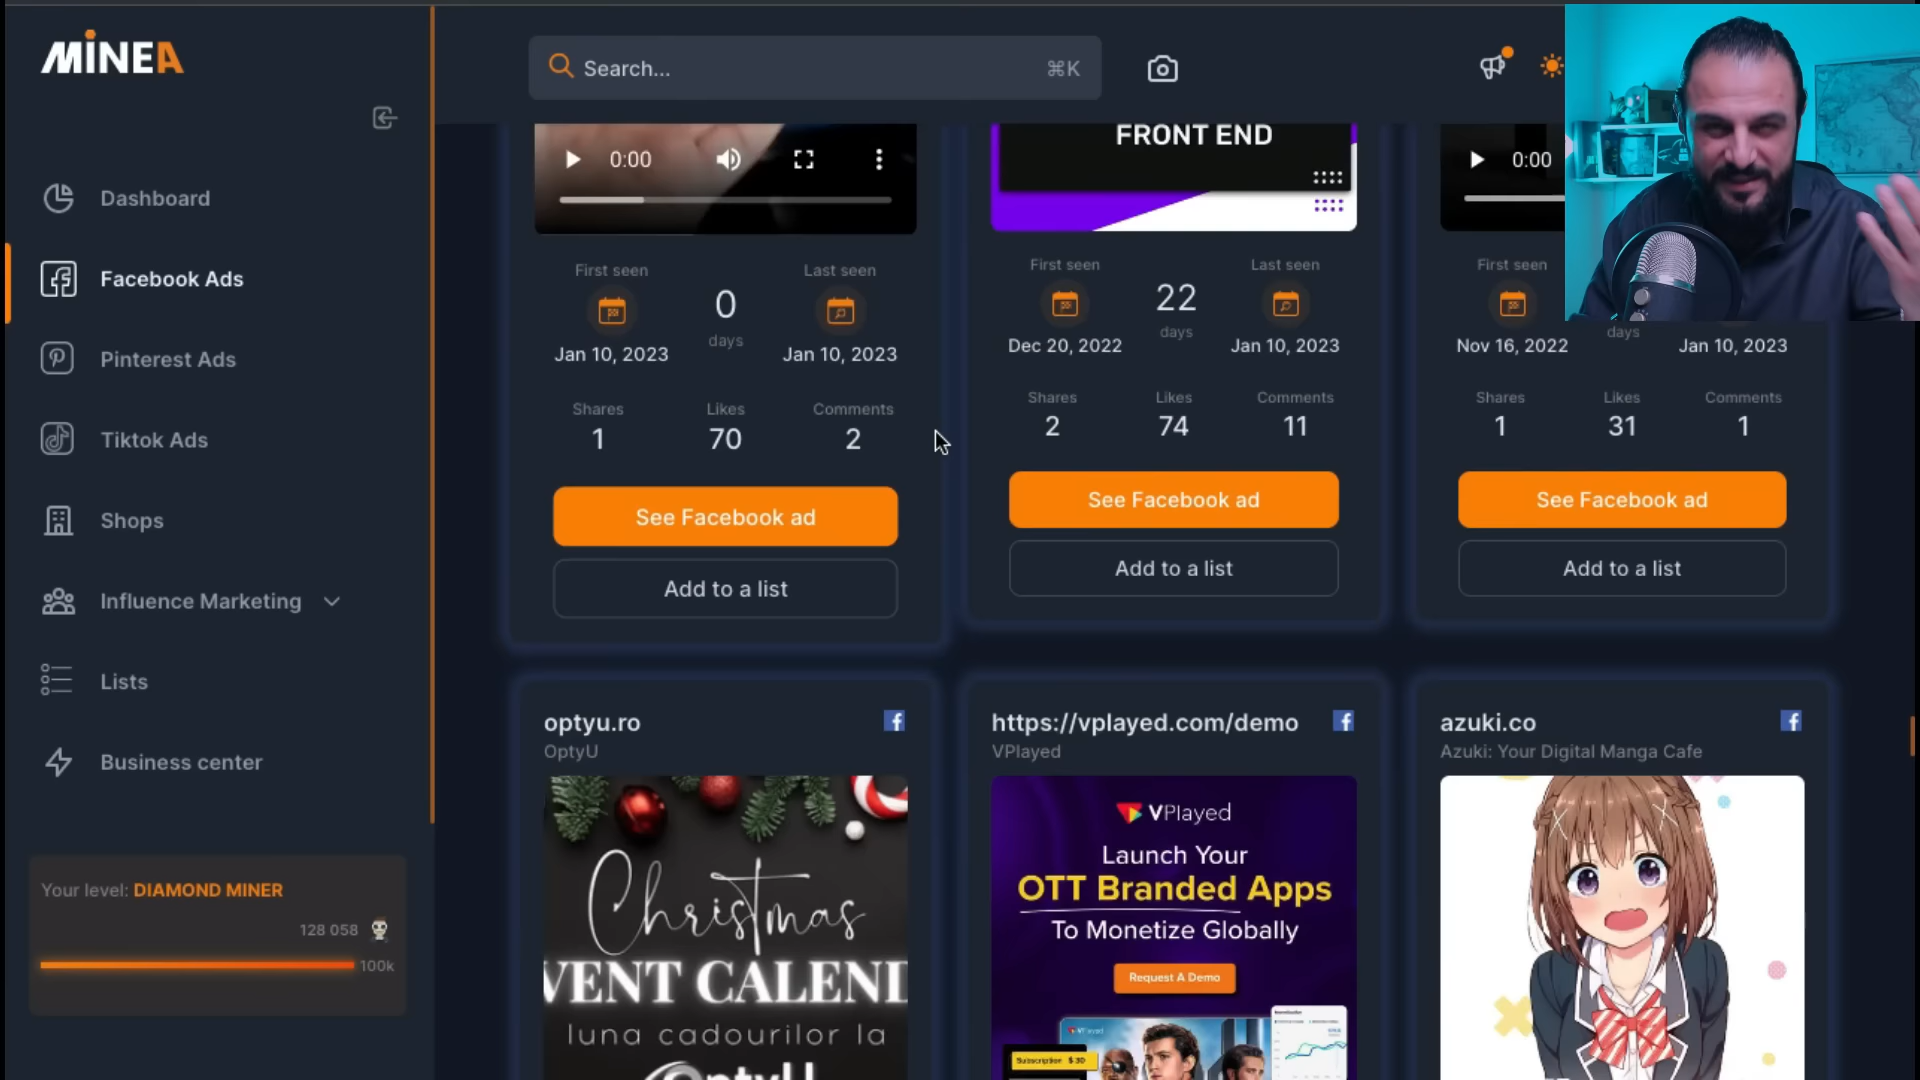 MINEA
Search...
⌘K
Dashboard
Facebook Ads
Pinterest Ads
Tiktok Ads
Shops
Influence Marketing
Lists
Business center
Your level: DIAMOND MINER
128 058
100k
0:00
First seen
0
days
Last seen
Jan 10, 2023
Jan 10, 2023
Shares
Likes
Comments
1
70
2
See Facebook ad
Add to a list
FRONT END
First seen
22
days
Last seen
Dec 20, 2022
Jan 10, 2023
Shares
Likes
Comments
2
74
11
See Facebook ad
Add to a list
0:00
First seen
days
Nov 16, 2022
Jan 10, 2023
Shares
Likes
Comments
1
31
1
See Facebook ad
Add to a list
optyu.ro
OptyU
Christmas
VENT CALEND
luna cadourilor la
OptyU
https://vplayed.com/demo
VPlayed
VPlayed
Launch Your
OTT Branded Apps
To Monetize Globally
Request A Demo
Subscription $ 30
azuki.co
Azuki: Your Digital Manga Cafe